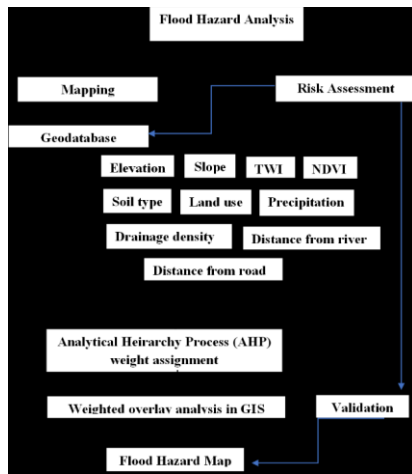 Flood Hazard Analysis
Mapping
Risk Assessment
Geodatabase
Elevation
Slope
TWI
NDVI
Soil type
Land use
Precipitation
Drainage density
Distance from river
Distance from road
Analytical Heirarchy Process (AHP)
weight assignment
Weighted overlay analysis in GIS
Validation
Flood Hazard Map